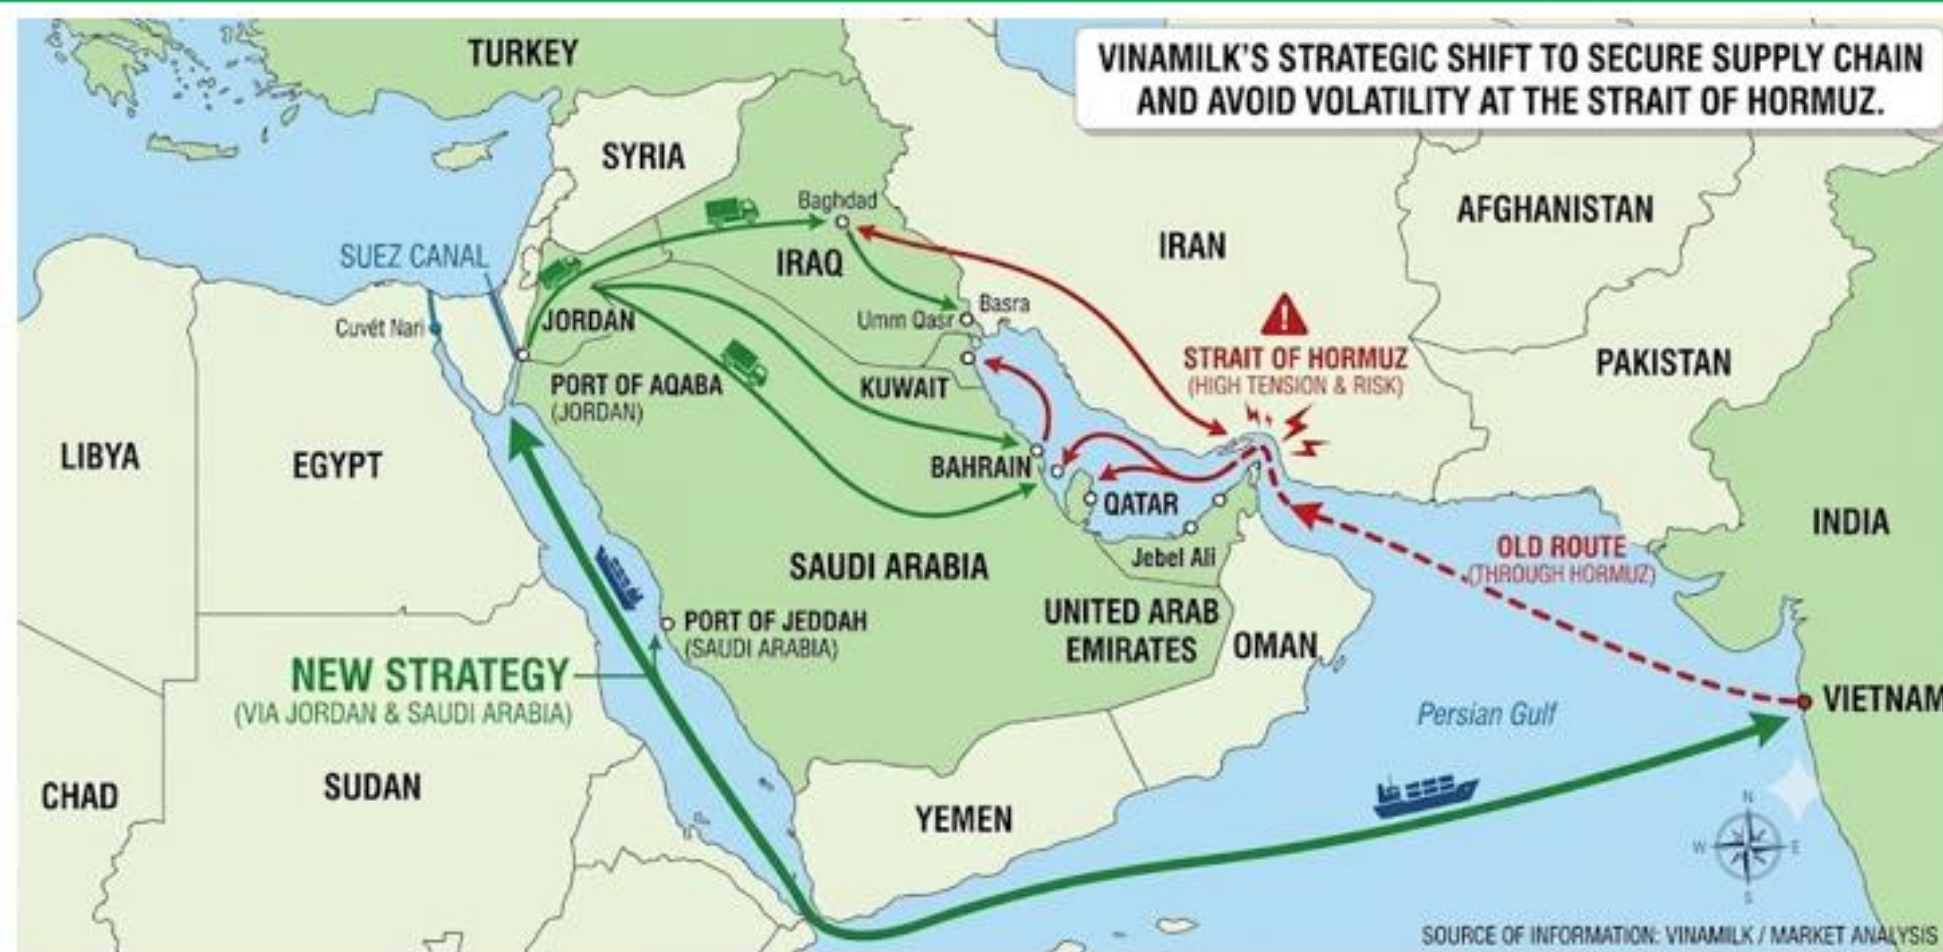 VINAMILK'S STRATEGIC SHIFT TO SECURE SUPPLY CHAIN
AND AVOID VOLATILITY AT THE STRAIT OF HORMUZ.
TURKEY
SYRIA
Baghdad
AFGHANISTAN
SUEZ CANAL
IRAQ
IRAN
Cuvét Nari
JORDAN
Umm Qasr
Basra
STRAIT OF HORMUZ
(HIGH TENSION & RISK)
PAKISTAN
PORT OF AQABA
(JORDAN)
KUWAIT
LIBYA
EGYPT
BAHRAIN
QATAR
INDIA
SAUDI ARABIA
Jebel Ali
OLD ROUTE
(THROUGH HORMUZ)
PORT OF JEDDAH
(SAUDI ARABIA)
UNITED ARAB
EMIRATES
OMAN
NEW STRATEGY
(VIA JORDAN & SAUDI ARABIA)
Persian Gulf
VIETNAM
CHAD
SUDAN
YEMEN
N
W
E
S
SOURCE OF INFORMATION: VINAMILK / MARKET ANALYSIS